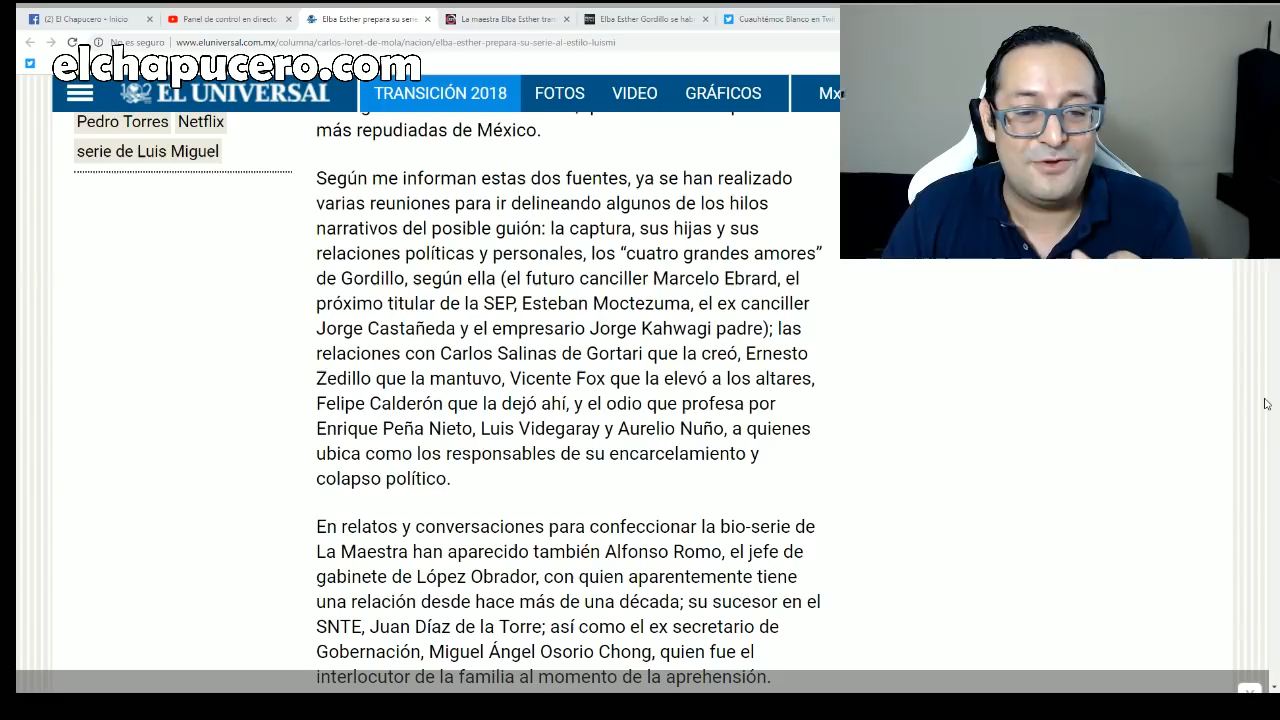 (2) El Chapucero - Inicio
Panel de control en directo
Elba Esther prepara su serie
La maestra Elba Esther tran
Elba Esther Gordillo se habr
Cuauhtémoc Blanco en Twi
No es seguro
www.eluniversal.com.mx/columna/carlos-loret-de-mola/nacion/elba-esther-prepara-su-serie-al-estilo-luismi
elchapucero.com
EL UNIVERSAL
TRANSICIÓN 2018
FOTOS
VIDEO
GRÁFICOS
Mx
Pedro Torres
Netflix
serie de Luis Miguel
más repudiadas de México.
Según me informan estas dos fuentes, ya se han realizado
varias reuniones para ir delineando algunos de los hilos
narrativos del posible guión: la captura, sus hijas y sus
relaciones políticas y personales, los “cuatro grandes amores”
de Gordillo, según ella (el futuro canciller Marcelo Ebrard, el
próximo titular de la SEP, Esteban Moctezuma, el ex canciller
Jorge Castañeda y el empresario Jorge Kahwagi padre); las
relaciones con Carlos Salinas de Gortari que la creó, Ernesto
Zedillo que la mantuvo, Vicente Fox que la elevó a los altares,
Felipe Calderón que la dejó ahí, y el odio que profesa por
Enrique Peña Nieto, Luis Videgaray y Aurelio Nuño, a quienes
ubica como los responsables de su encarcelamiento y
colapso político.
En relatos y conversaciones para confeccionar la bio-serie de
La Maestra han aparecido también Alfonso Romo, el jefe de
gabinete de López Obrador, con quien aparentemente tiene
una relación desde hace más de una década; su sucesor en el
SNTE, Juan Díaz de la Torre; así como el ex secretario de
Gobernación, Miguel Ángel Osorio Chong, quien fue el
interlocutor de la familia al momento de la aprehensión.